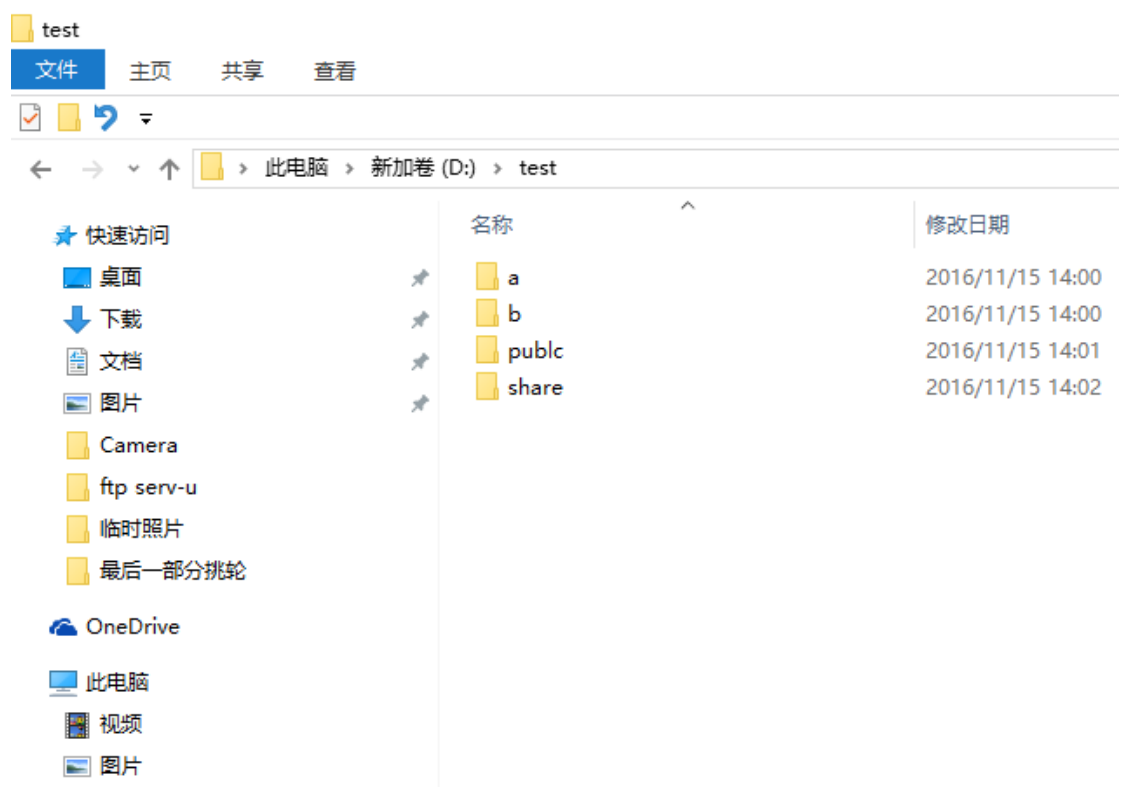 test
文件 主页 共享 查看
此电脑 新加卷 (D:) test
快速访问
桌面
下载
文档
图片
Camera
ftp serv-u
临时照片
最后一部分挑轮
OneDrive
此电脑
视频
图片
名称 修改日期
a 2016/11/15 14:00
b 2016/11/15 14:00
publc 2016/11/15 14:01
share 2016/11/15 14:02